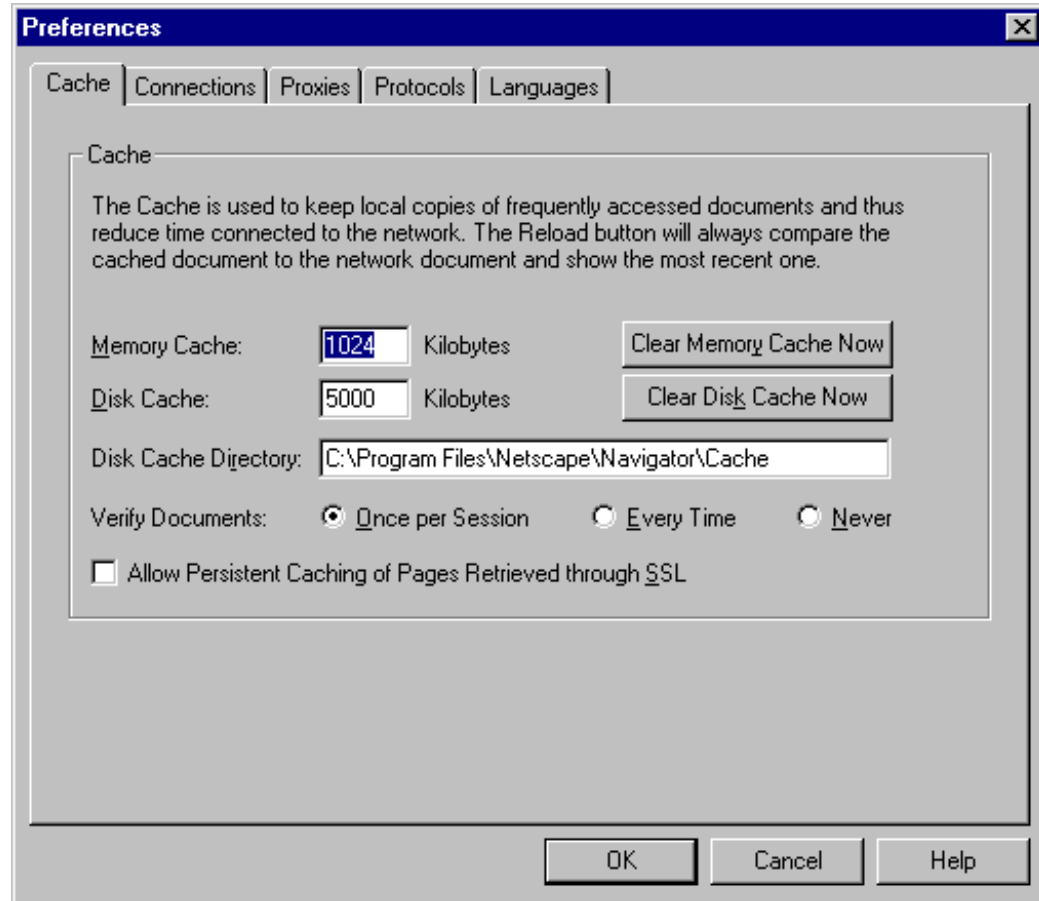 Preferences
Cache Connections Proxies Protocols Languages
Cache
The Cache is used to keep local copies of frequently accessed documents and thus
reduce time connected to the network. The Reload button will always compare the
cached document to the network document and show the most recent one.
Memory Cache: 1024 Kilobytes Clear Memory Cache Now
Disk Cache: 5000 Kilobytes Clear Disk Cache Now
Disk Cache Directory: C:\Program Files\Netscape\Navigator\Cache
Verify Documents: Once per Session Every Time Never
Allow Persistent Caching of Pages Retrieved through SSL
OK Cancel Help